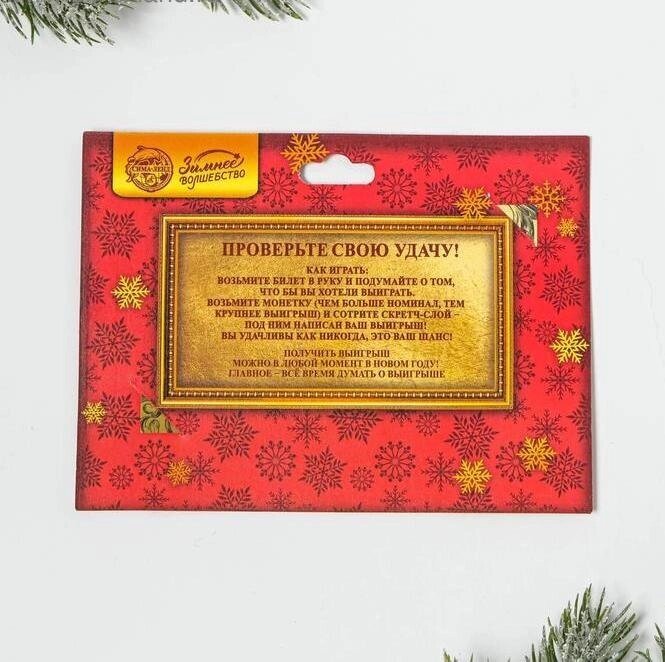 СИМА-ЛЕНД
Зимнее
ВОЛШЕБСТВО
ПРОВЕРЬТЕ СВОЮ УДАЧУ!
КАК ИГРАТЬ:
ВОЗЬМИТЕ БИЛЕТ В РУКУ И ПОДУМАЙТЕ О ТОМ,
ЧТО БЫ ВЫ ХОТЕЛИ ВЫИГРАТЬ.
ВОЗЬМИТЕ МОНЕТКУ (ЧЕМ БОЛЬШЕ НОМИНАЛ, ТЕМ
КРУПНЕЕ ВЫИГРЫШ) И СОТРИТЕ СКРЕТЧ-СЛОЙ –
ПОД НИМ НАПИСАН ВАШ ВЫИГРЫШ!
ВЫ УДАЧЛИВЫ КАК НИКОГДА, ЭТО ВАШ ШАНС!
ПОЛУЧИТЬ ВЫИГРЫШ
МОЖНО В ЛЮБОЙ МОМЕНТ В НОВОМ ГОДУ!
ГЛАВНОЕ – ВСЁ ВРЕМЯ ДУМАТЬ О ВЫИГРЫШЕ